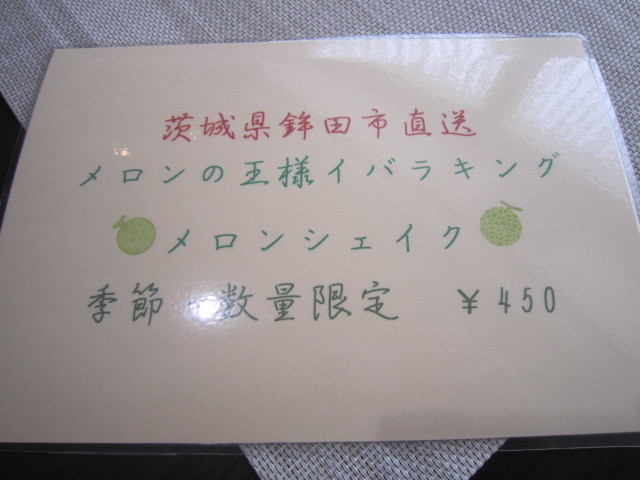 茨城県鉾田市直送
メロンの王様イバラキング
メロンシェイク
季節・数量限定 ￥450